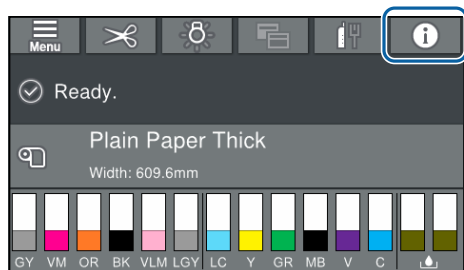 Menu
i
Ready.
Plain Paper Thick
Width: 609.6mm
GY VM OR BK VLM LGY LC Y GR MB V C